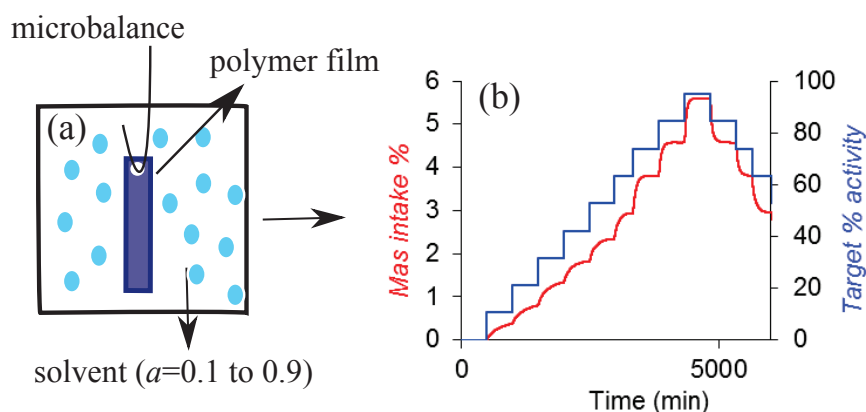 microbalance
polymer film
(a)
solvent (a=0.1 to 0.9)
(b)
Mas intake %
6
5
4
3
2
1
0
100
80
60
40
20
0
Target % activity
0
5000
Time (min)